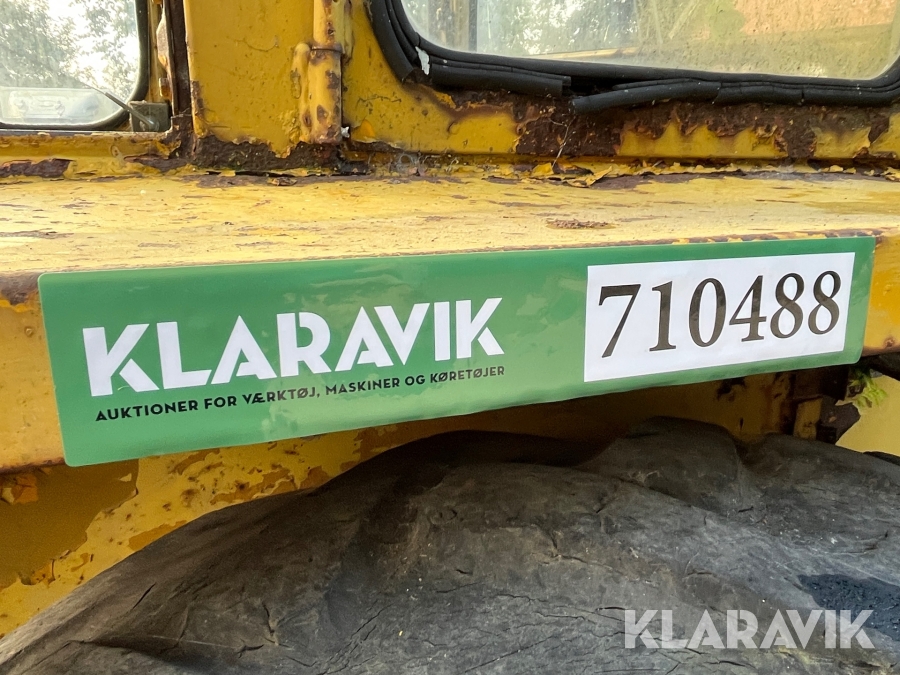 KLARAVIK
AUKTIONER FOR VÆRKTØJ, MASKINER OG KØRETØJER
710488
KLARAVIK